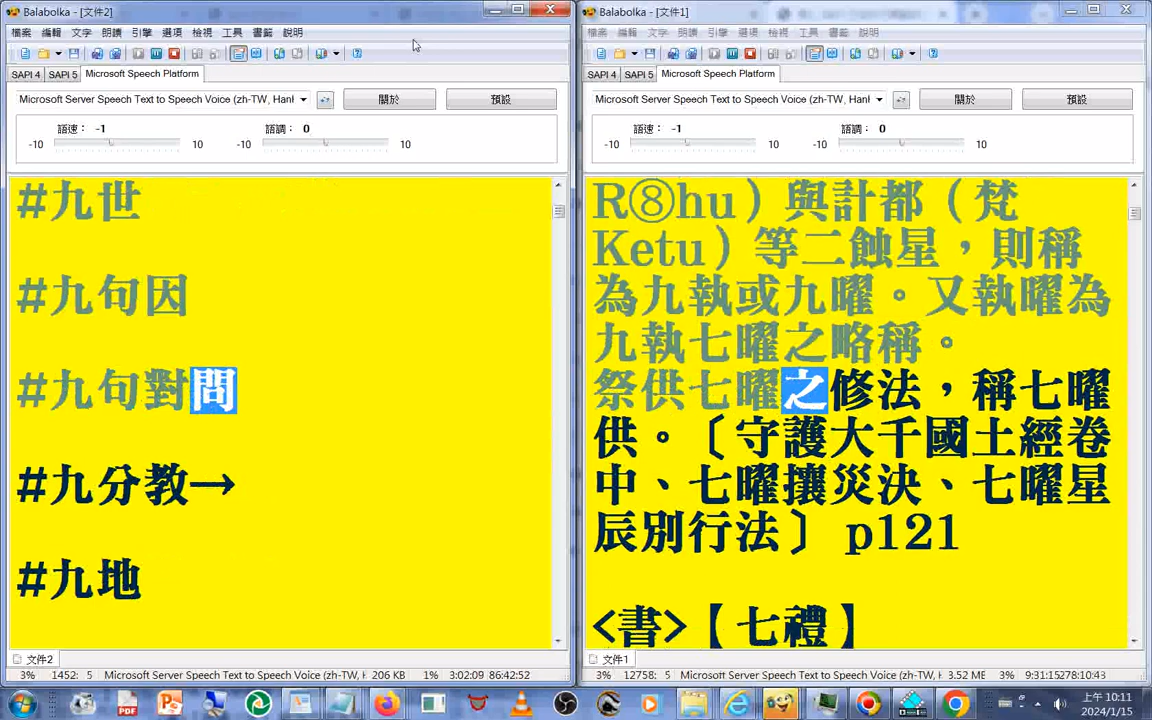 Balabolka - [文件2]
檔案 編輯 文字 朗讀 引擎 選項 檢視 工具 書籤 說明
SAPI 4 SAPI 5 Microsoft Speech Platform
Microsoft Server Speech Text to Speech Voice (zh-TW, Hanl 關於 預設
語速： -1 語調： 0
-10 10 -10 10
#九世
#九句因
#九句對問
#九分教→
#九地
文件2
3% 1452: 5 Microsoft Server Speech Text to Speech Voice 206 KB 1% 3:02:09 86:42:52
Balabolka - [文件1]
檔案 編輯 文字 朗讀 引擎 選項 檢視 工具 書籤 說明
SAPI 4 SAPI 5 Microsoft Speech Platform
Microsoft Server Speech Text to Speech Voice (zh-TW, Hanl 關於 預設
語速： -1 語調： 0
-10 10 -10 10
R⑧hu）與計都（梵
Ketu）等二蝕星，則稱
為九執或九曜。又執曜為
九執七曜之略稱。
祭供七曜之修法，稱七曜
供。〔守護大千國土經卷
中、七曜攘災決、七曜星
辰別行法〕 p121
<書>【七禮】
文件1
3% 12758: 5 Microsoft Server Speech Text to Speech Voice 3.52 MB 3% 9:31:15278:10:43
上午 10:11
2024/1/15